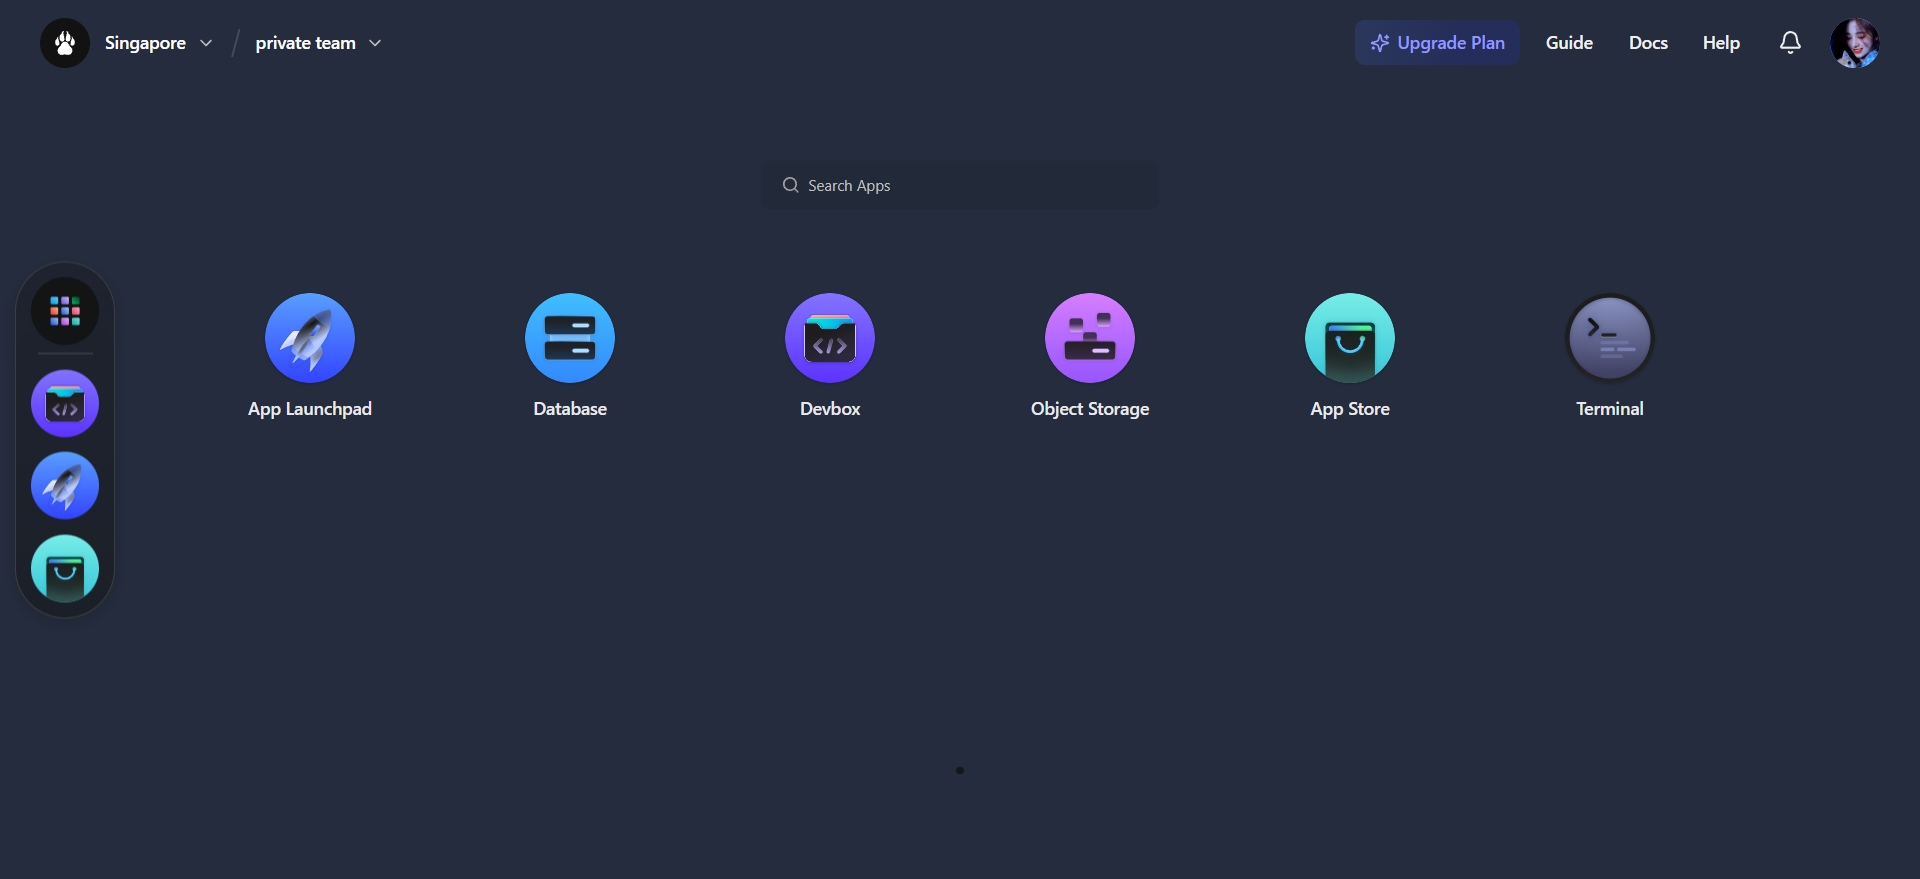 Singapore
private team
Upgrade Plan
Guide
Docs
Help
Search Apps
App Launchpad
Database
Devbox
Object Storage
App Store
Terminal